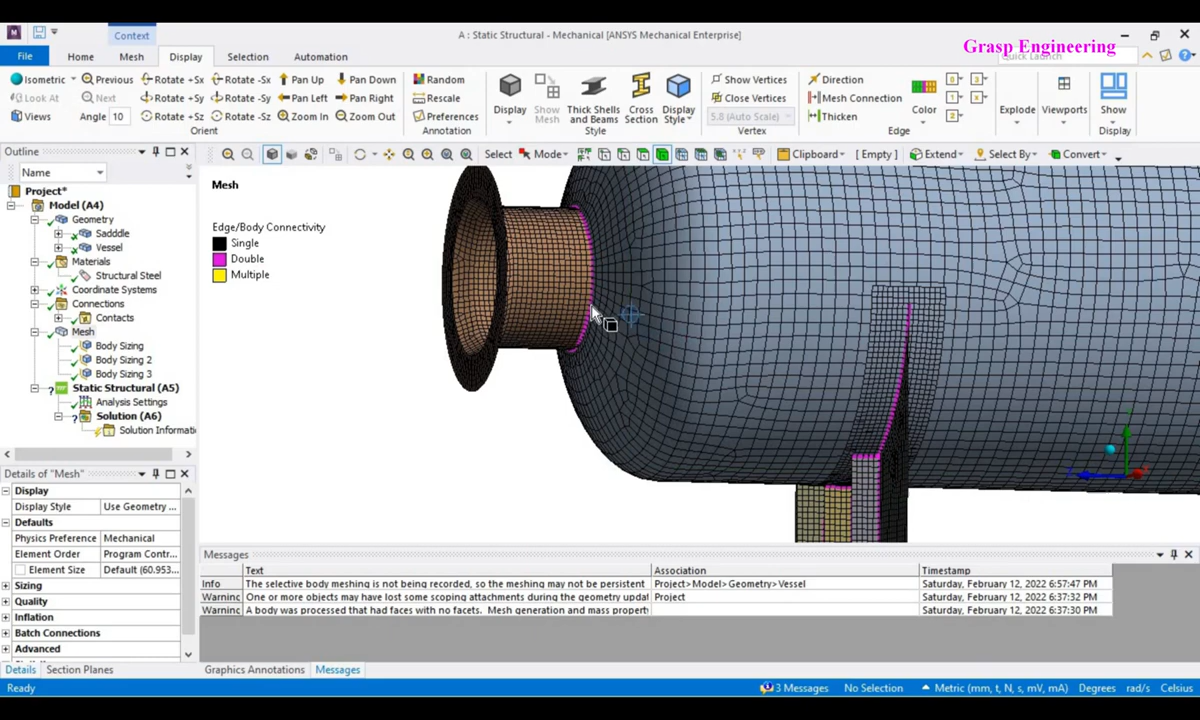 Context
A : Static Structural - Mechanical [ANSYS Mechanical Enterprise]
Grasp Engineering
File Home Mesh Display Selection Automation
Quick Launch
Isometric Previous Rotate +Sx Rotate -Sx Pan Up Pan Down Random Show Vertices Direction
Look At Next Rotate +Sy Rotate -Sy Pan Left Pan Right Rescale Close Vertices Mesh Connection
Views Angle 10 Rotate +Sz Rotate -Sz Zoom In Zoom Out Preferences 5.8 (Auto Scale) Thicken
Display Show Mesh Thick Shells and Beams Cross Section Display Style Color Explode Viewports Show
Orient Annotation Style Vertex Edge Display
Outline
Select Mode Clipboard [ Empty ] Extend Select By Convert
Name
Project*
Model (A4)
Geometry
Sadddle
Vessel
Materials
Structural Steel
Coordinate Systems
Connections
Contacts
Mesh
Body Sizing
Body Sizing 2
Body Sizing 3
Static Structural (A5)
Analysis Settings
Solution (A6)
Solution Informati
Mesh
Edge/Body Connectivity
Single
Double
Multiple
Details of "Mesh"
Display
Display Style Use Geometry ...
Defaults
Physics Preference Mechanical
Element Order Program Contr...
Element Size Default (60.953...
Sizing
Quality
Inflation
Batch Connections
Advanced
Messages
Text Association Timestamp
Info The selective body meshing is not being recorded, so the meshing may not be persistent Project>Model>Geometry>Vessel Saturday, February 12, 2022 6:57:47 PM
Warninc One or more objects may have lost some scoping attachments during the geometry updat Project Saturday, February 12, 2022 6:37:32 PM
Warninc A body was processed that had faces with no facets. Mesh generation and mass propert Saturday, February 12, 2022 6:37:30 PM
Details Section Planes
Graphics Annotations Messages
Ready 3 Messages No Selection Metric (mm, t, N, s, mV, mA) Degrees rad/s Celsius